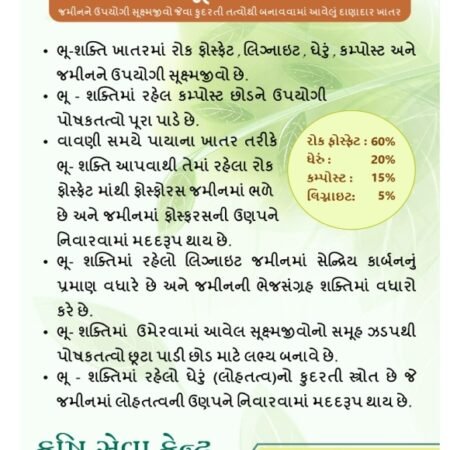 જમીનને ઉપયોગી સૂક્ષ્મજીવો જેવા કુદરતી તત્વોથી બનાવવામાં આવેલું દાણાદાર ખાતર
• ભૂ-શક્તિ ખાતરમાં રોક ફોસ્ફેટ , લિગ્નાઇટ , ઘેરું , કમ્પોસ્ટ અને
જમીનને ઉપયોગી સૂક્ષ્મજીવો છે.
• ભૂ - શક્તિમાં રહેલ કમ્પોસ્ટ છોડને ઉપયોગી
પોષકતત્વો પૂરા પાડે છે.
• વાવણી સમયે પાયાના ખાતર તરીકે
ભૂ- શક્તિ આપવાથી તેમાં રહેલા રોક
ફોસ્ફેટ માંથી ફોસ્ફોરસ જમીનમાં ભળે
છે અને જમીનમાં ફોસ્ફરસની ઉણપને
નિવારવામાં મદદરૂપ થાય છે.
રોક ફોસ્ફેટ : 60%
ઘેરું : 20%
કમ્પોસ્ટ : 15%
લિગ્નાઇટ: 5%
• ભૂ- શક્તિમાં રહેલો લિગ્નાઇટ જમીનમાં સેન્દ્રિય કાર્બનનું
પ્રમાણ વધારે છે અને જમીનની ભેજસંગ્રહ શક્તિમાં વધારો
કરે છે.
• ભૂ-શક્તિમાં ઉમેરવામાં આવેલ સૂક્ષ્મજીવોનો સમૂહ ઝડપથી
પોષકતત્વો છૂટા પાડી છોડ માટે લભ્ય બનાવે છે.
• ભૂ - શક્તિમાં રહેલો ઘેરું (લોહતત્વ)નો કુદરતી સ્ત્રોત છે જે
જમીનમાં લોહતત્વની ઉણપને નિવારવામાં મદદરૂપ થાય છે.
કૃષિ સેવા કેન્દ્ર